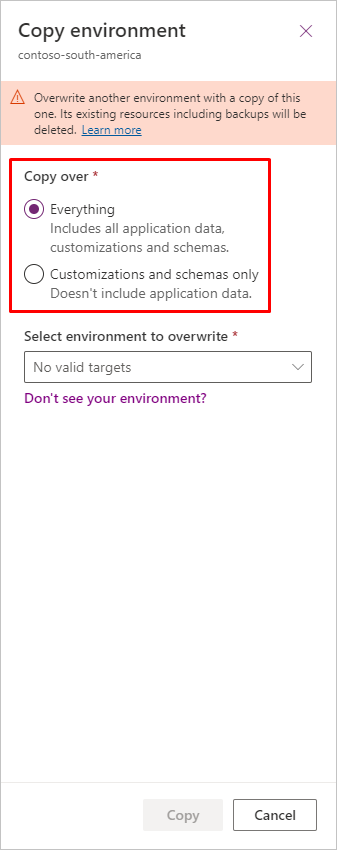 Copy environment
contoso-south-america
Overwrite another environment with a copy of this
one. Its existing resources including backups will be
deleted. Learn more
Copy over *
Everything
Includes all application data,
customizations and schemas.
Customizations and schemas only
Doesn't include application data.
Select environment to overwrite *
No valid targets
Don't see your environment?
Copy
Cancel